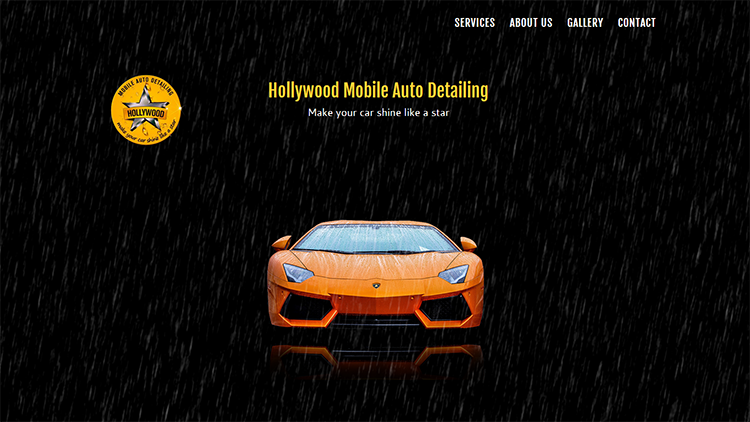 SERVICES ABOUT US GALLERY CONTACT
MOBILE AUTO DETAILING
HOLLYWOOD
make your car shine like a star
Hollywood Mobile Auto Detailing
Make your car shine like a star